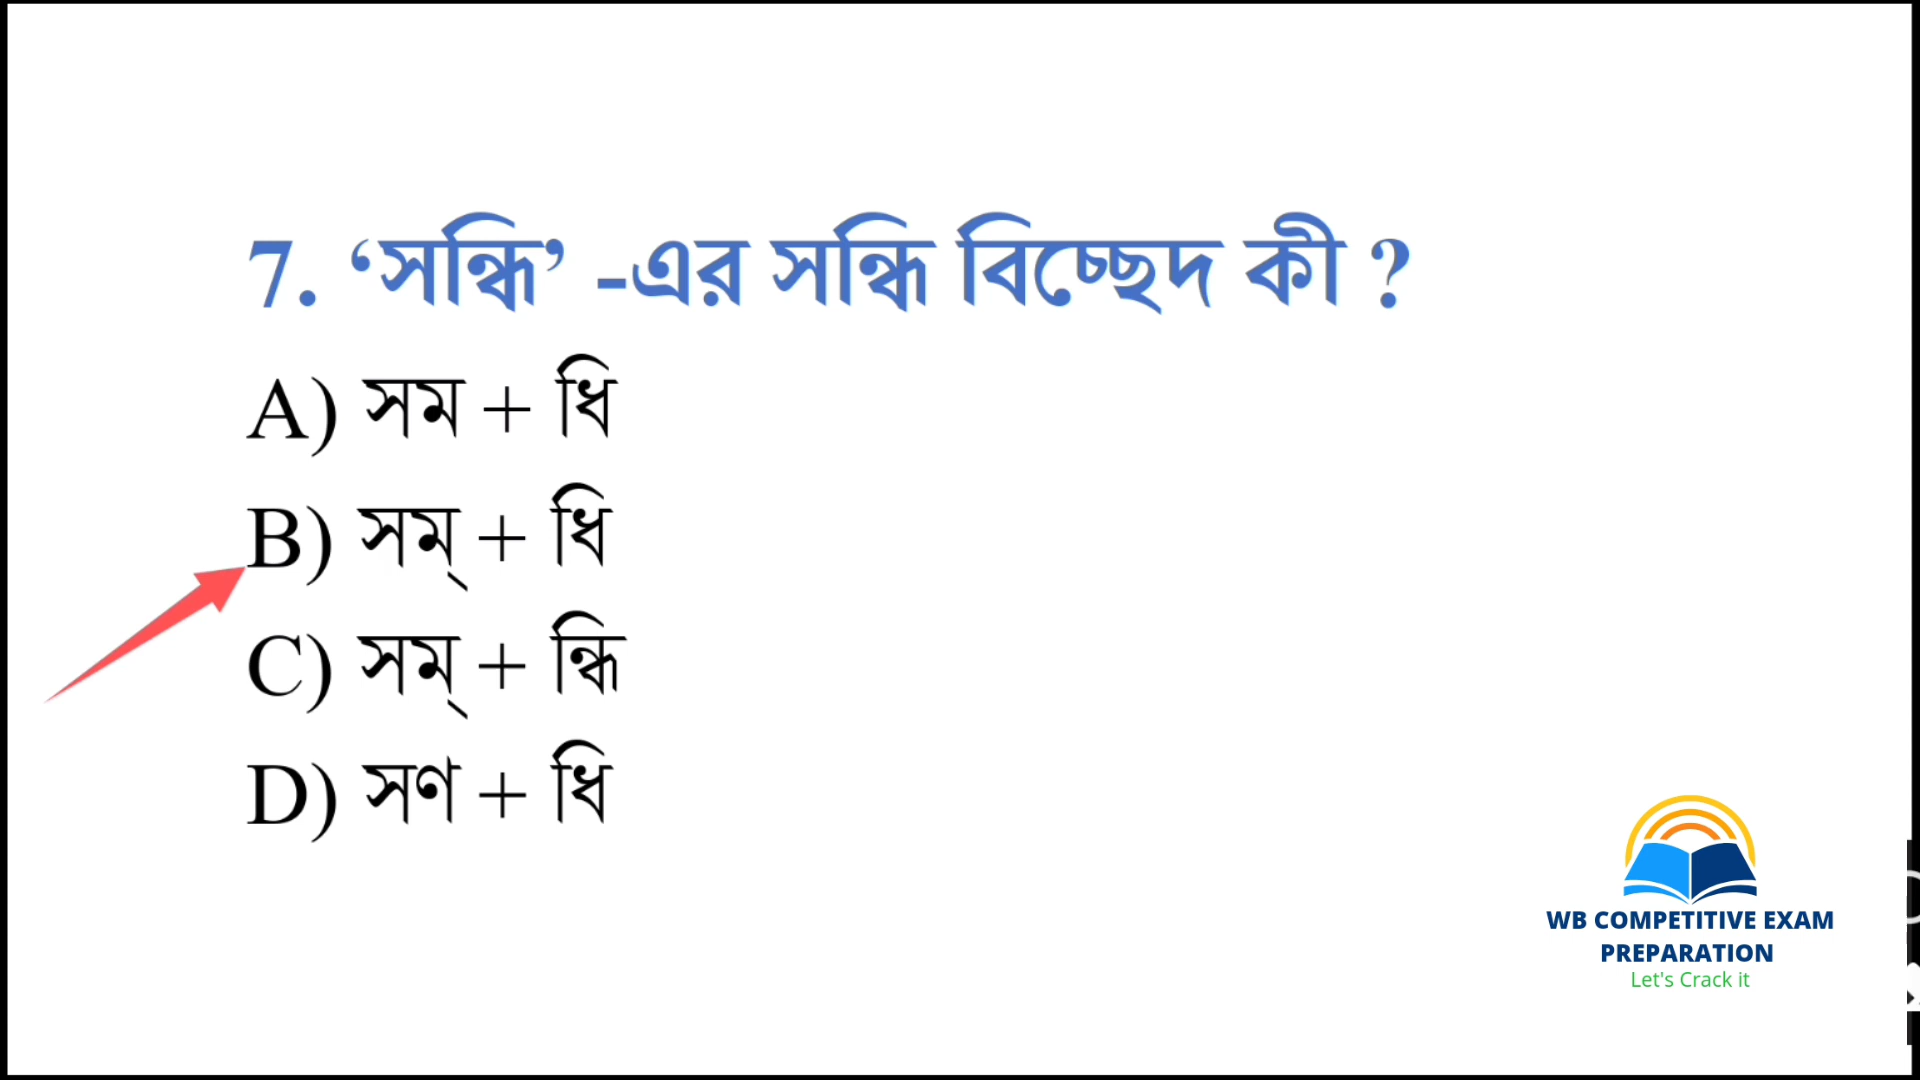 7. ‘সন্ধি’ -এর সন্ধি বিচ্ছেদ কী ?
A) সম + ধি
B) সম্ + ধি
C) সম্ + ন্ধি
D) সণ + ধি
WB COMPETITIVE EXAM
PREPARATION
Let's Crack it